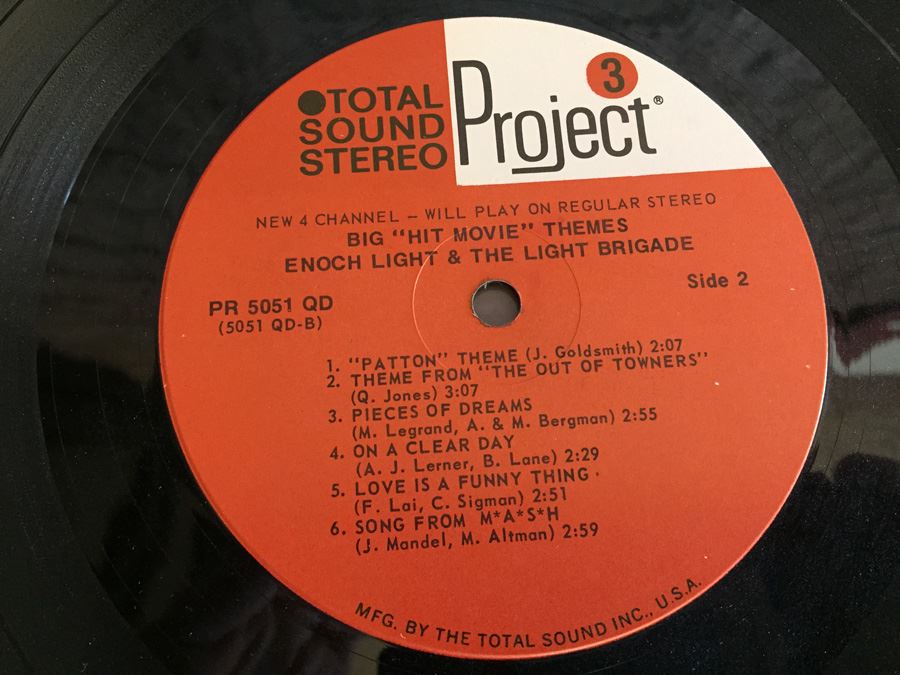 TOTAL
SOUND
STEREO
Project 3®
NEW 4 CHANNEL – WILL PLAY ON REGULAR STEREO
BIG "HIT MOVIE" THEMES
ENOCH LIGHT & THE LIGHT BRIGADE
PR 5051 QD
(5051 QD-B)
Side 2
1. "PATTON" THEME (J. Goldsmith) 2:07
2. THEME FROM "THE OUT OF TOWNERS"
(Q. Jones) 3:07
3. PIECES OF DREAMS
(M. Legrand, A. & M. Bergman) 2:55
4. ON A CLEAR DAY
(A. J. Lerner, B. Lane) 2:29
5. LOVE IS A FUNNY THING
(F. Lai, C. Sigman) 2:51
6. SONG FROM M*A*S*H
(J. Mandel, M. Altman) 2:59
MFG. BY THE TOTAL SOUND INC., U.S.A.